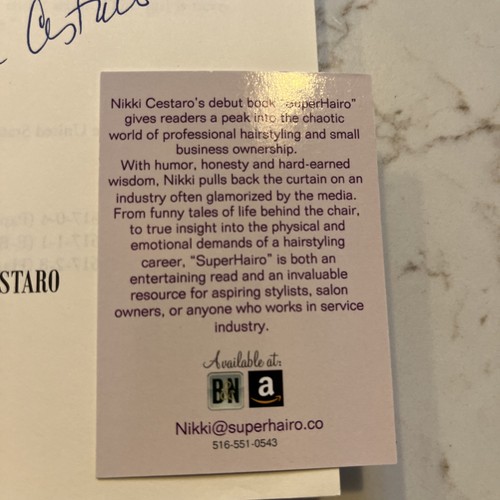 Cestaro
STARO
Nikki Cestaro's debut book "SuperHairo"
gives readers a peak into the chaotic
world of professional hairstyling and small
business ownership.
With humor, honesty and hard-earned
wisdom, Nikki pulls back the curtain on an
industry often glamorized by the media.
From funny tales of life behind the chair,
to true insight into the physical and
emotional demands of a hairstyling
career, "SuperHairo" is both an
entertaining read and an invaluable
resource for aspiring stylists, salon
owners, or anyone who works in service
industry.
Available at:
BN a
Nikki@superhairo.co
516-551-0543